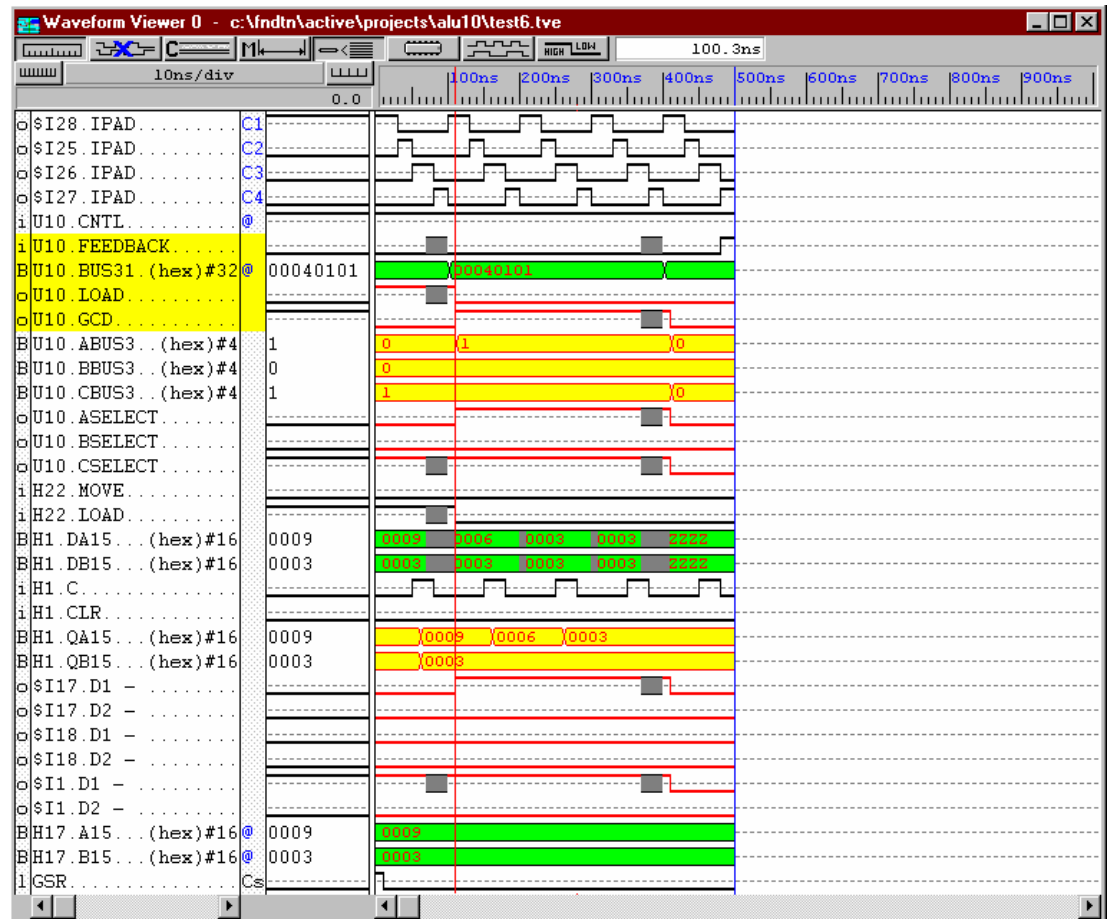 Waveform Viewer 0 - c:\fndtn\active\projects\alu10\test6.tve
C M HIGH LOW 100.3ns
10ns/div
0.0
100ns 200ns 300ns 400ns 500ns 600ns 700ns 800ns 900ns
o $I28.IPAD......... C1
o $I25.IPAD......... C2
o $I26.IPAD......... C3
o $I27.IPAD......... C4
i U10.CNTL.......... @
i U10.FEEDBACK......
B U10.BUS31.(hex)#32 @ 00040101 00040101
o U10.LOAD..........
o U10.GCD...........
B U10.ABUS3..(hex)#4 1 0 1 0
B U10.BBUS3..(hex)#4 0 0
B U10.CBUS3..(hex)#4 1 1 0
o U10.ASELECT.......
o U10.BSELECT.......
o U10.CSELECT.......
i H22.MOVE..........
i H22.LOAD..........
B H1.DA15...(hex)#16 0009 0009 0006 0003 0003 ZZZZ
B H1.DB15...(hex)#16 0003 0003 0003 0003 0003 ZZZZ
i H1.C..............
i H1.CLR............
B H1.QA15...(hex)#16 0009 0009 0006 0003
B H1.QB15...(hex)#16 0003 0003
o $I17.D1 - ........
o $I17.D2 - ........
o $I18.D1 - ........
o $I18.D2 - ........
o $I1.D1 - .........
o $I1.D2 - .........
B H17.A15...(hex)#16 @ 0009 0009
B H17.B15...(hex)#16 @ 0003 0003
l GSR............... Cs